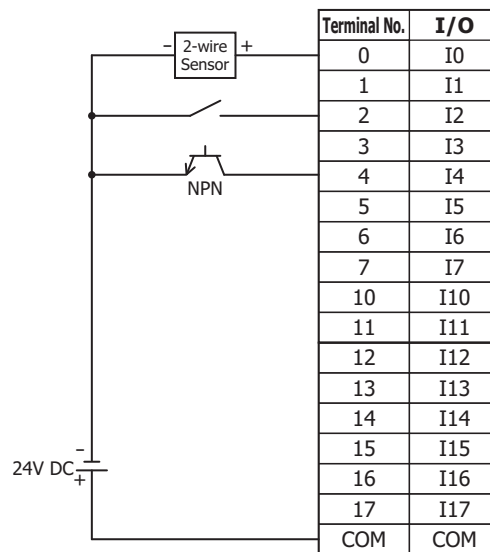 Terminal No. I/O
0 I0
1 I1
2 I2
3 I3
4 I4
5 I5
6 I6
7 I7
10 I10
11 I11
12 I12
13 I13
14 I14
15 I15
16 I16
17 I17
COM COM
– 2-wire +
Sensor
NPN
–
24V DC
+